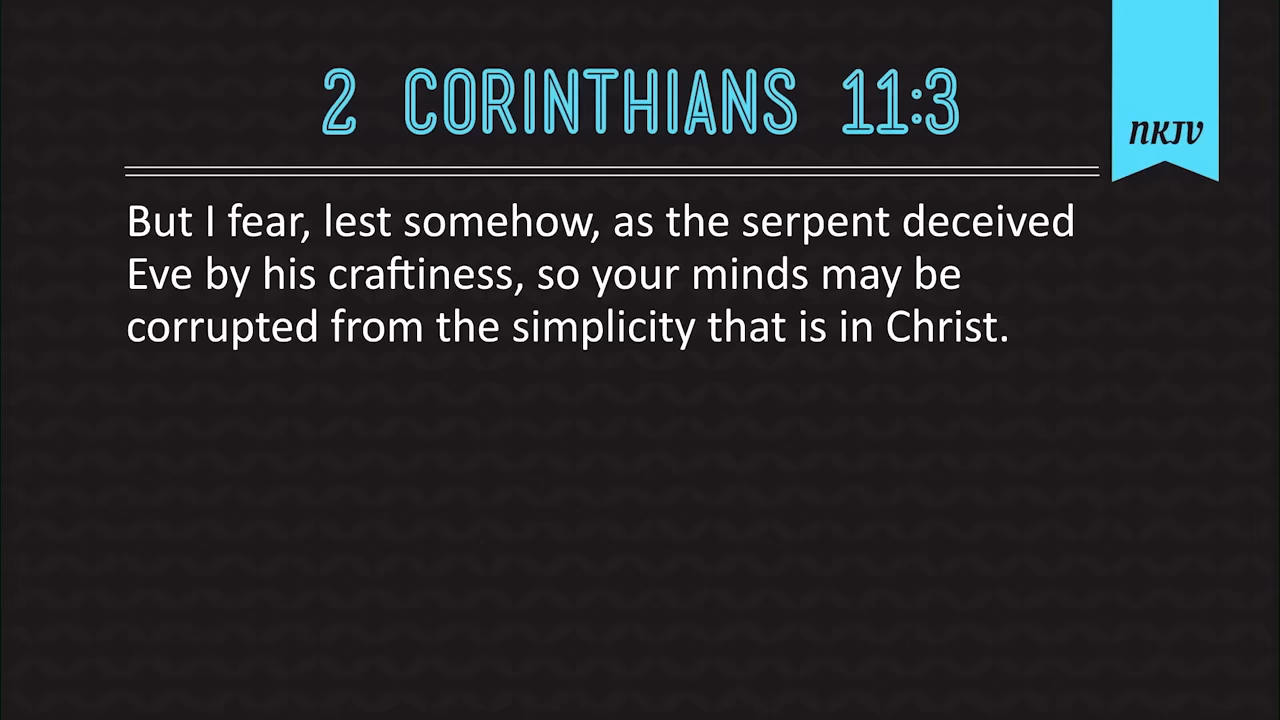 2 CORINTHIANS 11:3
NKJV
But I fear, lest somehow, as the serpent deceived
Eve by his craftiness, so your minds may be
corrupted from the simplicity that is in Christ.